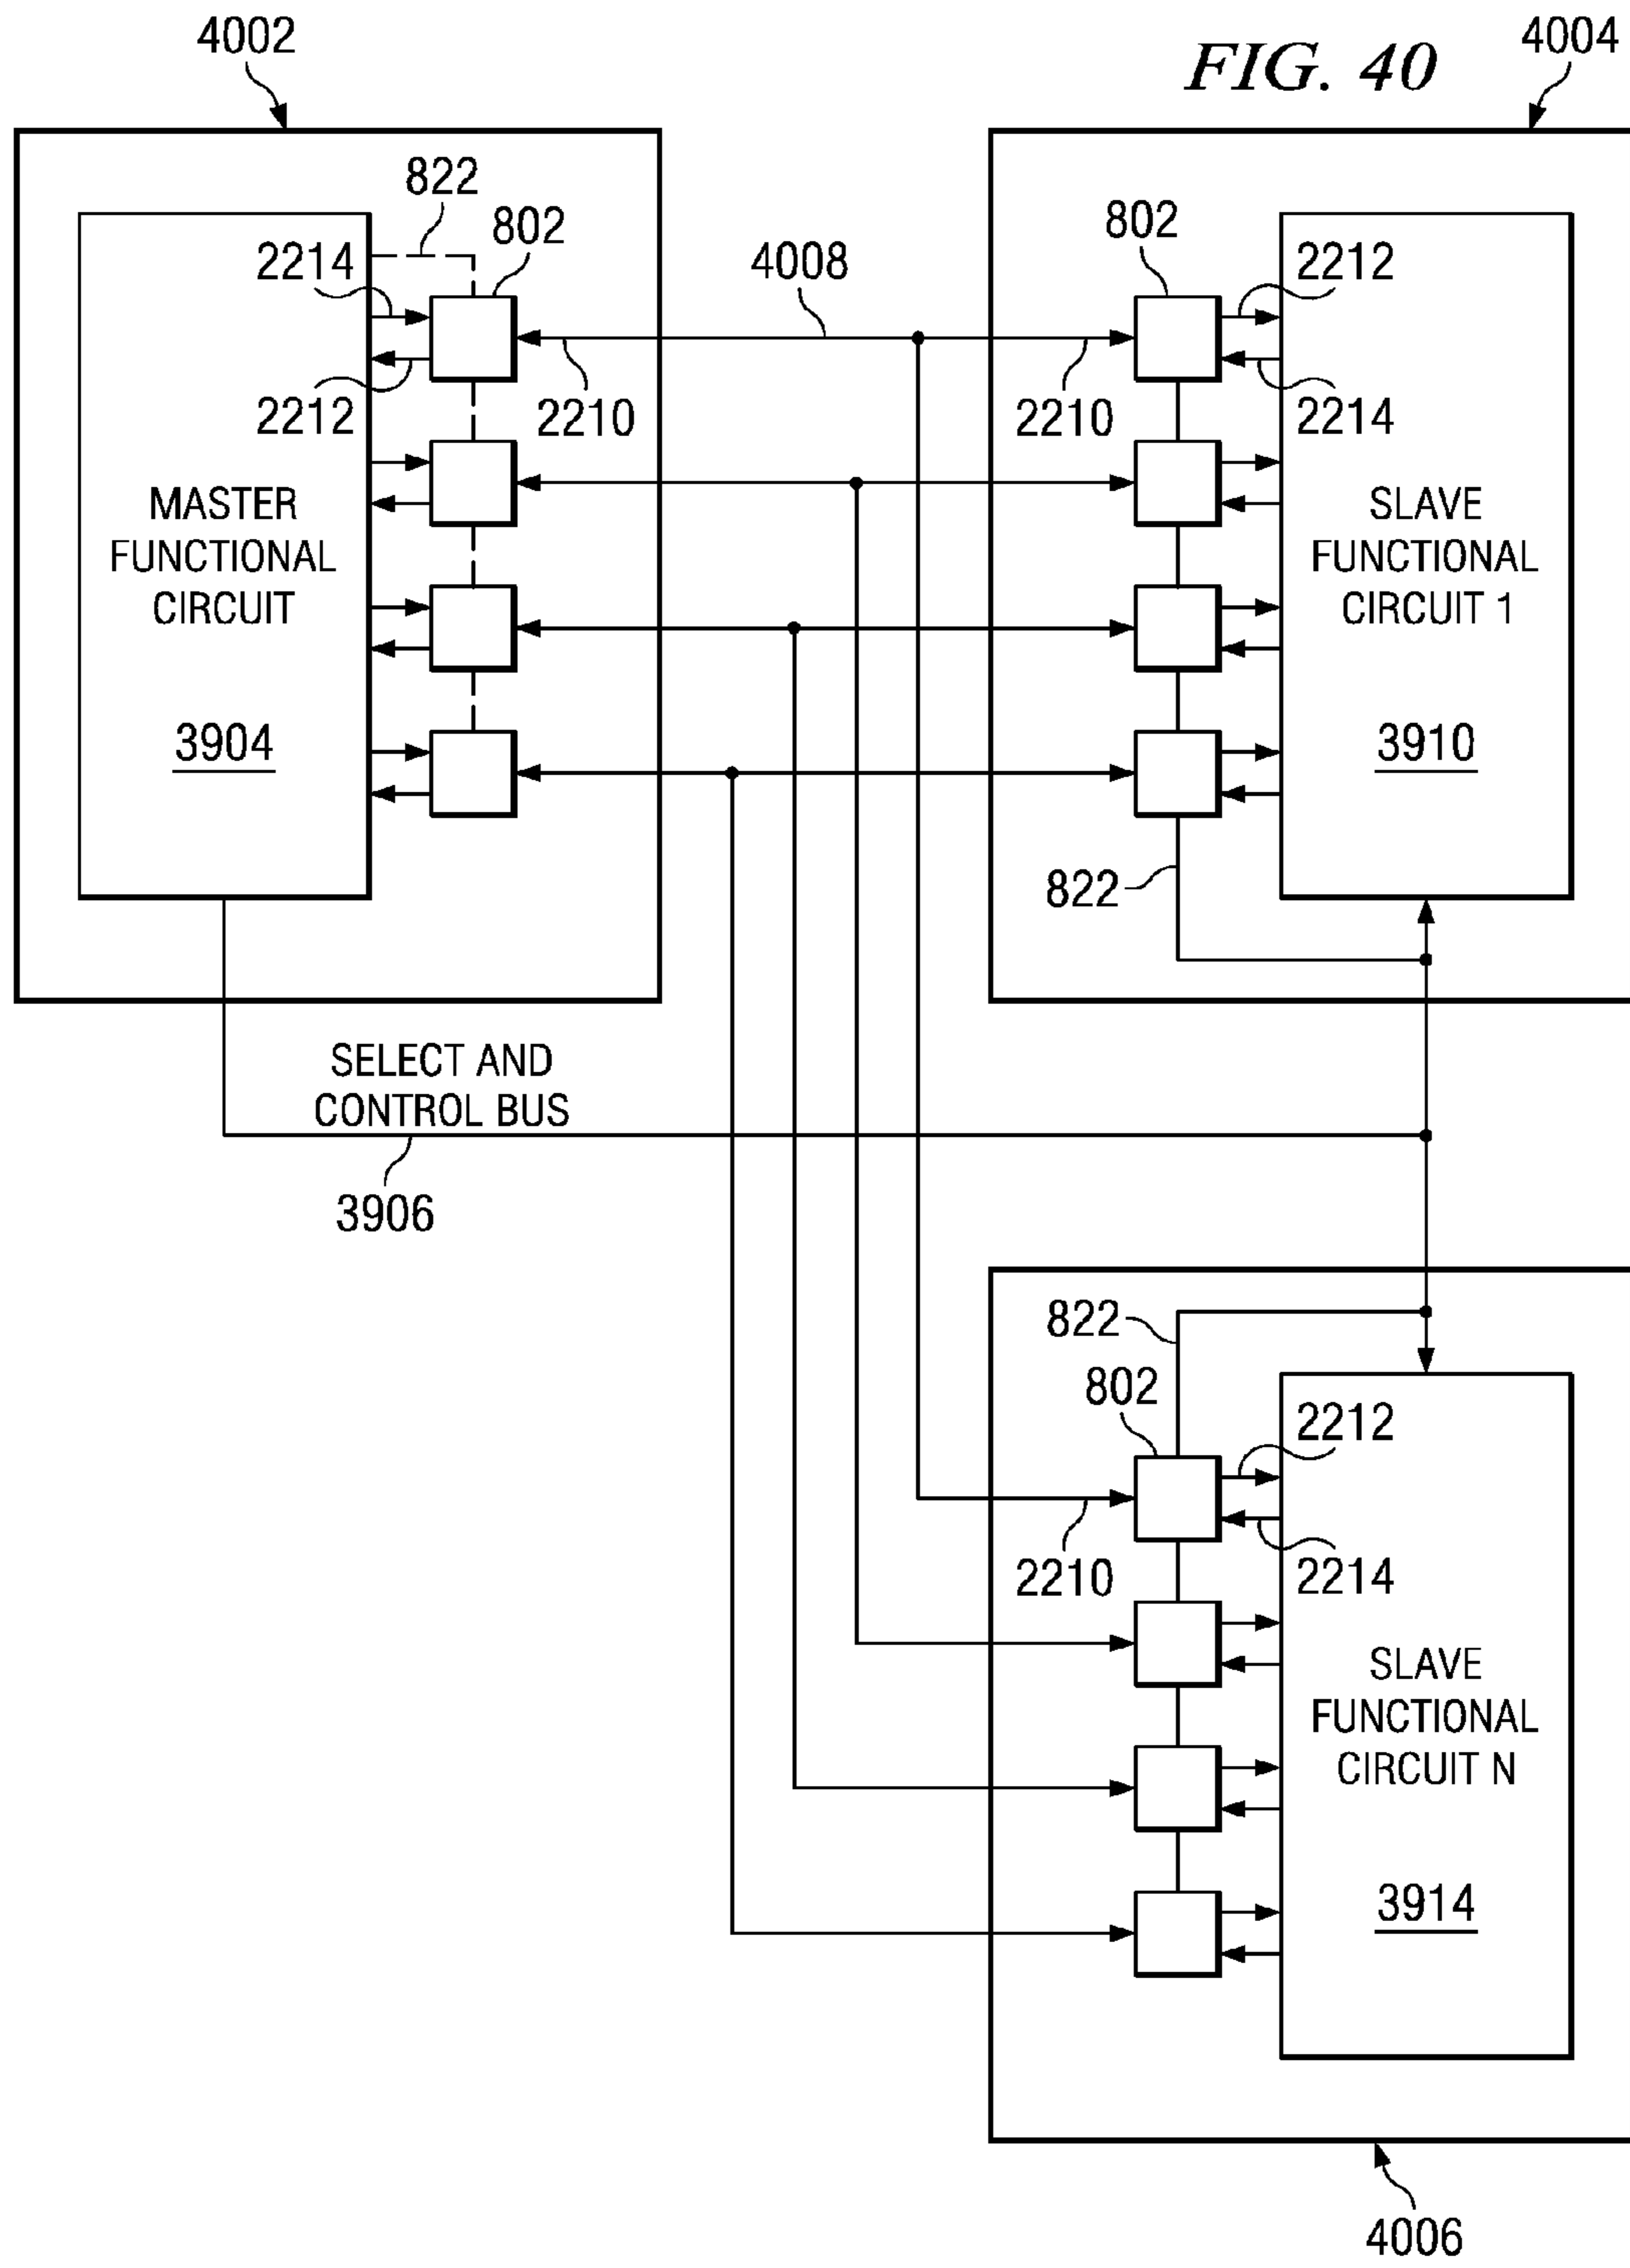 4002
FIG. 40
4004
822
802
2214
4008
802
2212
2212
2210
2210
2214
MASTER
FUNCTIONAL
CIRCUIT
3904
SLAVE
FUNCTIONAL
CIRCUIT 1
3910
822
SELECT AND
CONTROL BUS
3906
822
802
2212
2210
2214
SLAVE
FUNCTIONAL
CIRCUIT N
3914
4006